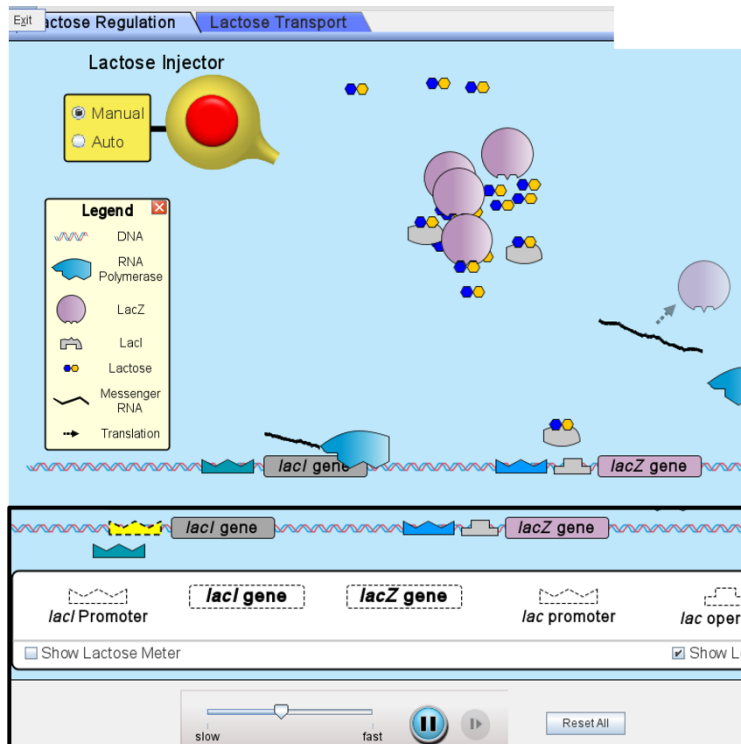 Exit
actose Regulation
Lactose Transport
Lactose Injector
Manual
Auto
Legend
DNA
RNA
Polymerase
LacZ
LacI
Lactose
Messenger
RNA
Translation
lacI gene
lacZ gene
lacI gene
lacZ gene
lacI Promoter
lacI gene
lacZ gene
lac promoter
lac oper
Show Lactose Meter
Show L
slow
fast
Reset All